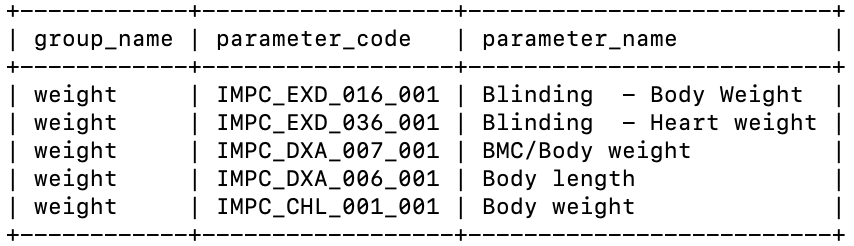 +------------+------------------+---------------------------+
| group_name | parameter_code   | parameter_name            |
+------------+------------------+---------------------------+
| weight     | IMPC_EXD_016_001 | Blinding  – Body Weight   |
| weight     | IMPC_EXD_036_001 | Blinding  – Heart weight |
| weight     | IMPC_DXA_007_001 | BMC/Body weight           |
| weight     | IMPC_DXA_006_001 | Body length               |
| weight     | IMPC_CHL_001_001 | Body weight               |
+------------+------------------+---------------------------+